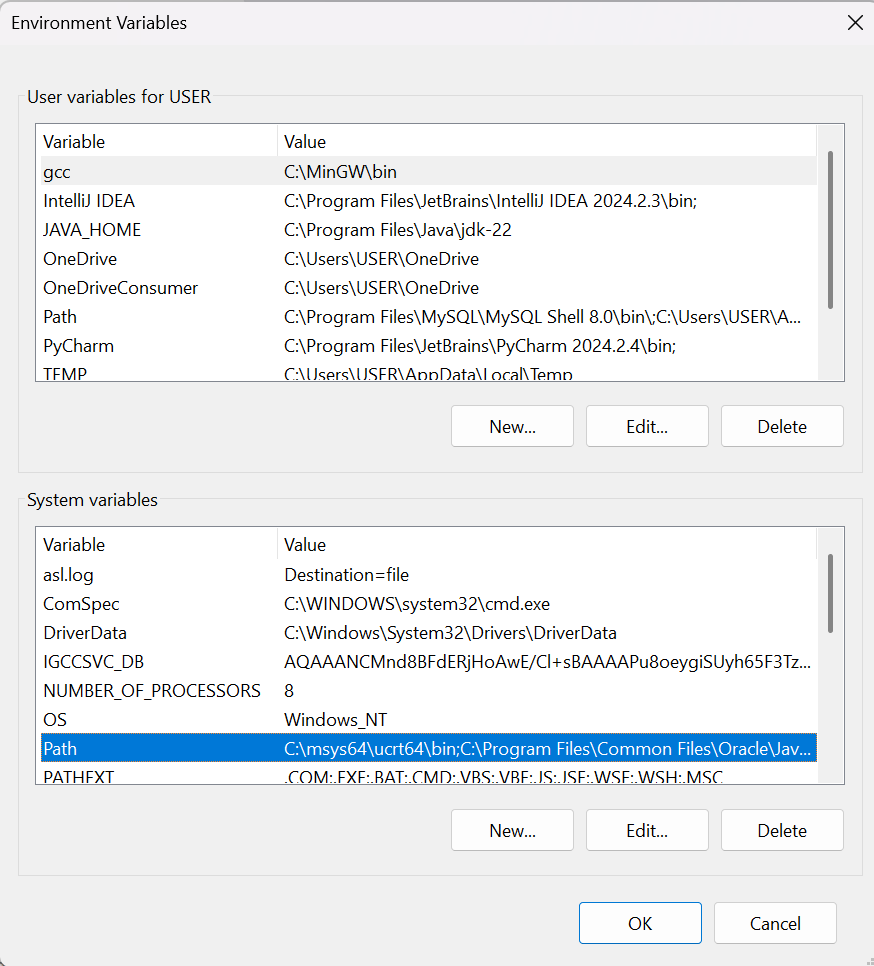 Environment Variables
User variables for USER
Variable Value
gcc C:\MinGW\bin
IntelliJ IDEA C:\Program Files\JetBrains\IntelliJ IDEA 2024.2.3\bin;
JAVA_HOME C:\Program Files\Java\jdk-22
OneDrive C:\Users\USER\OneDrive
OneDriveConsumer C:\Users\USER\OneDrive
Path C:\Program Files\MySQL\MySQL Shell 8.0\bin\;C:\Users\USER\A...
PyCharm C:\Program Files\JetBrains\PyCharm 2024.2.4\bin;
TEMP C:\Users\USER\AppData\Local\Temp
New... Edit... Delete
System variables
Variable Value
asl.log Destination=file
ComSpec C:\WINDOWS\system32\cmd.exe
DriverData C:\Windows\System32\Drivers\DriverData
IGCCSVC_DB AQAAANCMnd8BFdERjHoAwE/Cl+sBAAAAPu8oeygiSUyh65F3Tz...
NUMBER_OF_PROCESSORS 8
OS Windows_NT
Path C:\msys64\ucrt64\bin;C:\Program Files\Common Files\Oracle\Jav...
PATHEXT .COM;.EXE;.BAT;.CMD;.VBS;.VBE;.JS;.JSE;.WSF;.WSH;.MSC
New... Edit... Delete
OK Cancel